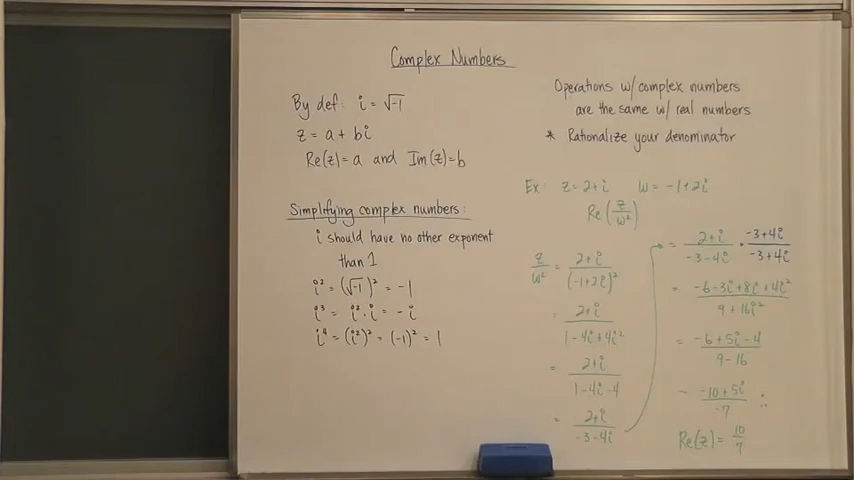 Complex Numbers
By def: i = √-1
z = a + bi
Re(z) = a and Im(z) = b
Simplifying complex numbers:
i should have no other exponent
than 1
i² = (√-1)² = -1
i³ = i²·i = -i
i⁴ = (i²)² = (-1)² = 1
Operations w/ complex numbers
are the same w/ real numbers
* Rationalize your denominator
Ex: z = 2+i w = -1+2i
Re(z/w²)
z/w² = (2+i)/(-1+2i)²
= (2+i)/(1-4i+4i²)
= (2+i)/(1-4i-4)
= (2+i)/(-3-4i)
= (2+i)/(-3-4i) · (-3+4i)/(-3+4i)
= (-6-3i+8i+4i²)/(9+16i²)
= (-6+5i-4)/(9-16)
= (-10+5i)/-7 ∴
Re(z) = 10/7